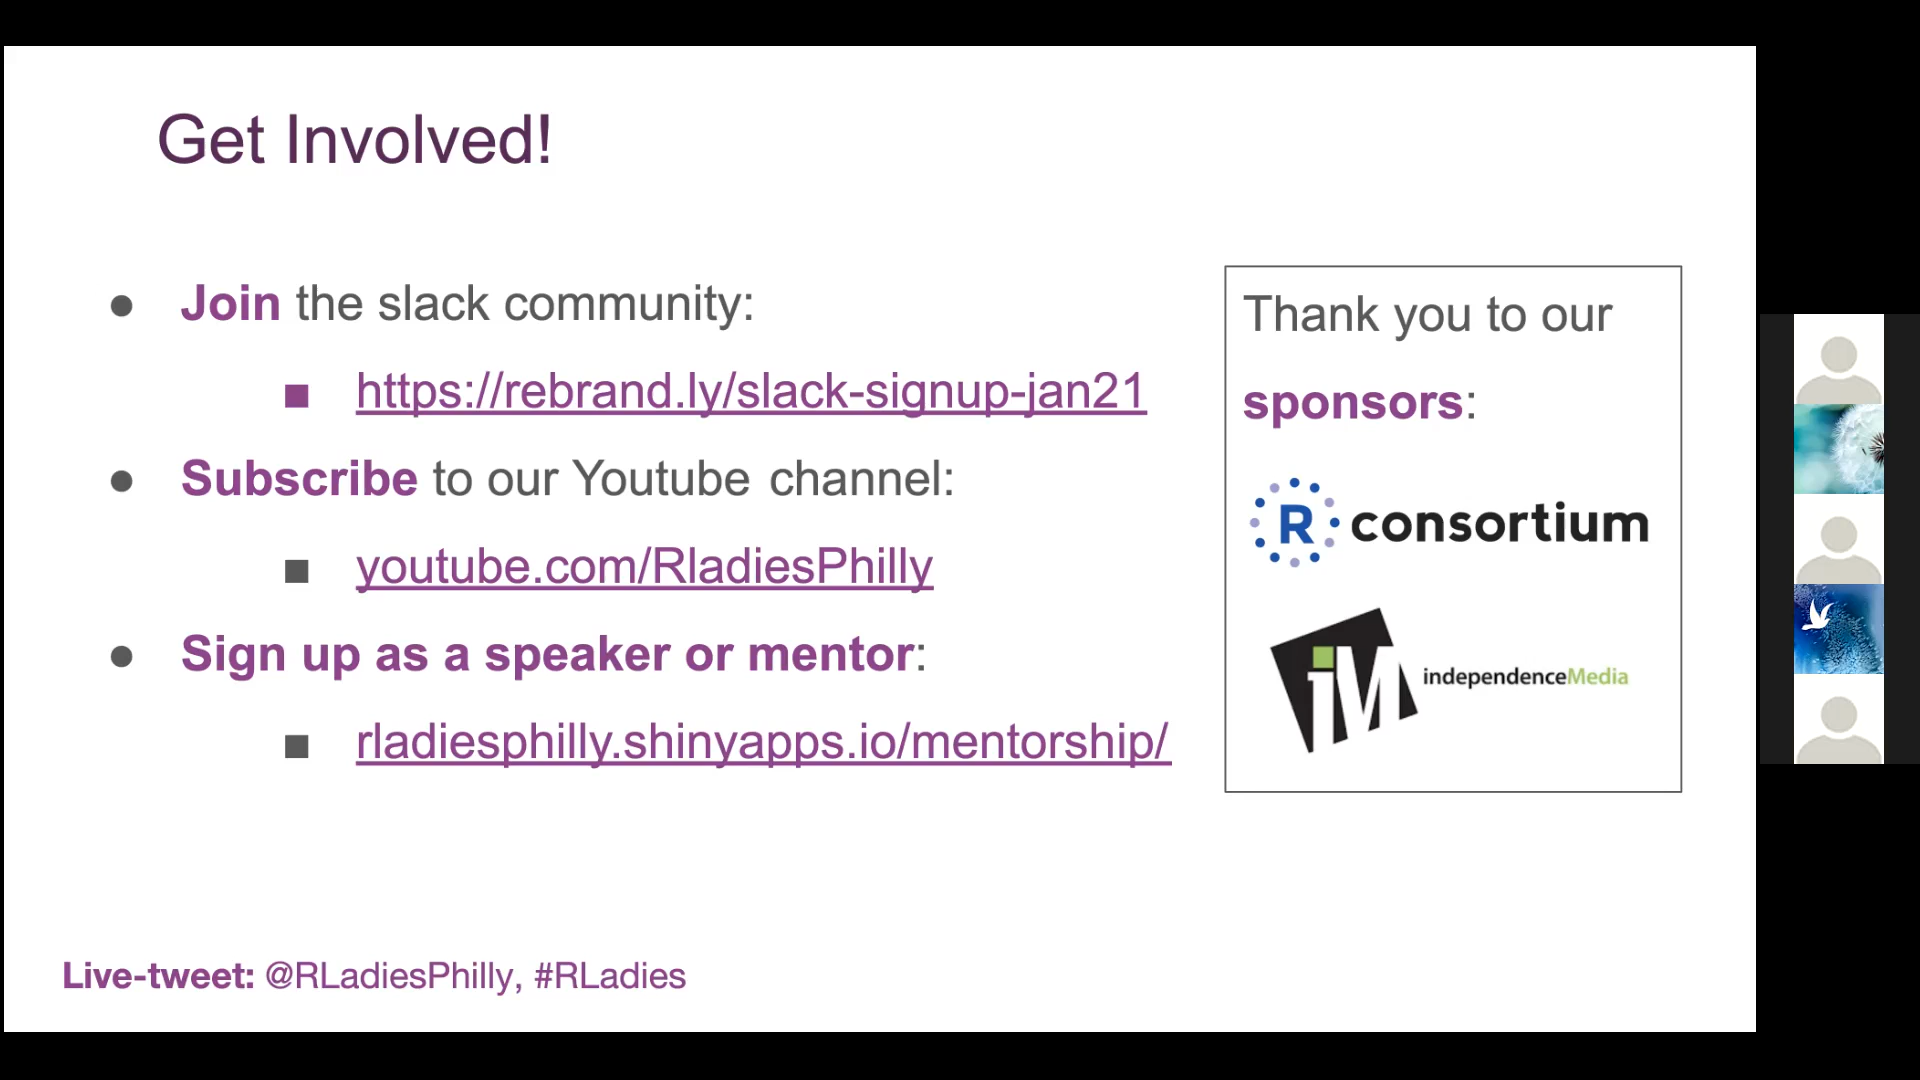 Get Involved!
Join the slack community:
https://rebrand.ly/slack-signup-jan21
Subscribe to our Youtube channel:
youtube.com/RladiesPhilly
Sign up as a speaker or mentor:
rladiesphilly.shinyapps.io/mentorship/
Thank you to our
sponsors:
R consortium
iM independenceMedia
Live-tweet: @RLadiesPhilly, #RLadies